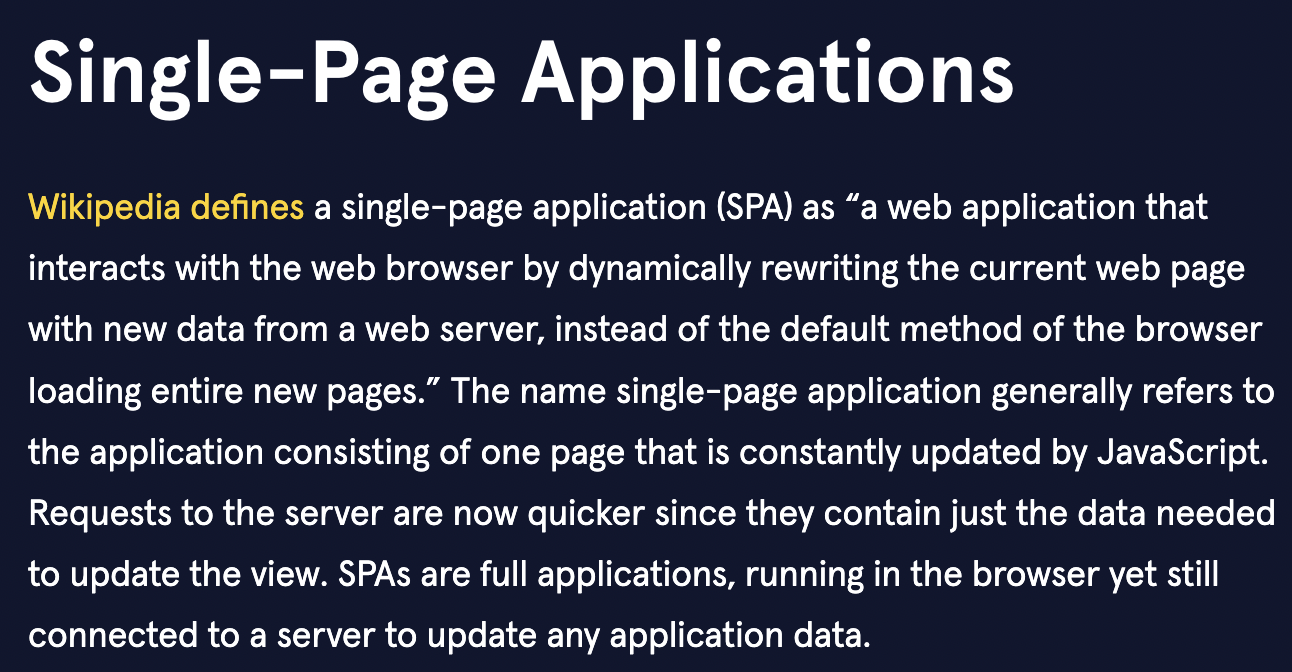 Single-Page Applications
Wikipedia defines a single-page application (SPA) as “a web application that
interacts with the web browser by dynamically rewriting the current web page
with new data from a web server, instead of the default method of the browser
loading entire new pages.” The name single-page application generally refers to
the application consisting of one page that is constantly updated by JavaScript.
Requests to the server are now quicker since they contain just the data needed
to update the view. SPAs are full applications, running in the browser yet still
connected to a server to update any application data.